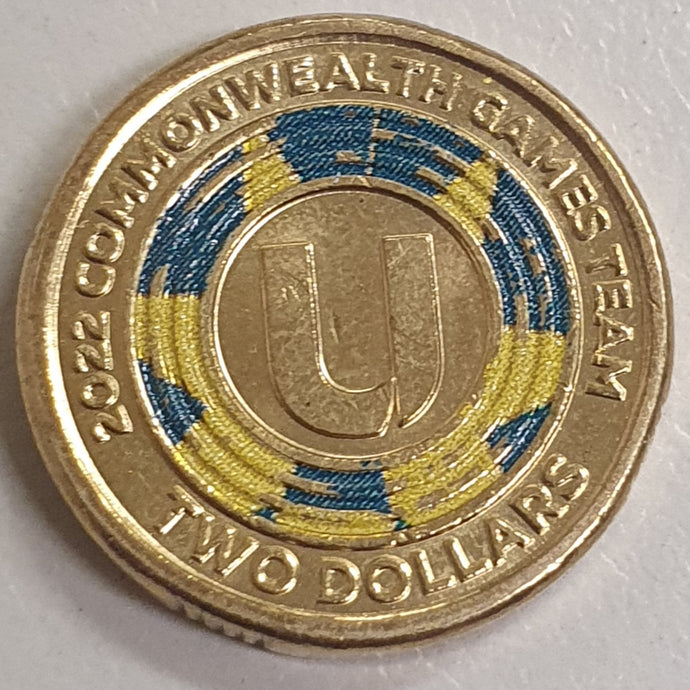 2022 COMMONWEALTH GAMES TEAM
U
TWO DOLLARS